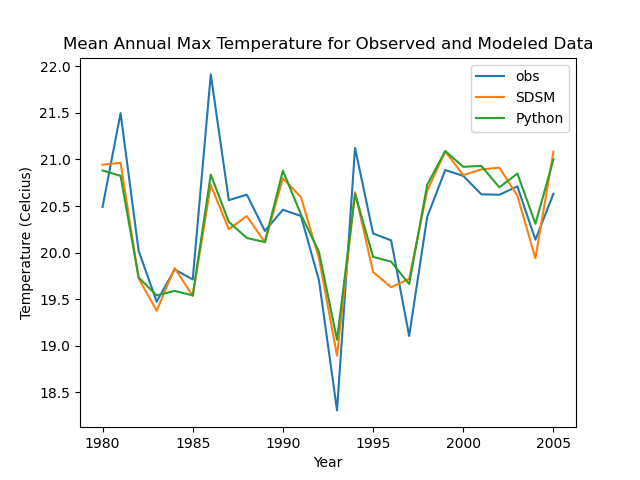 Mean Annual Max Temperature for Observed and Modeled Data
22.0
21.5
21.0
20.5
20.0
19.5
19.0
18.5
Temperature (Celcius)
obs
SDSM
Python
1980 1985 1990 1995 2000 2005
Year